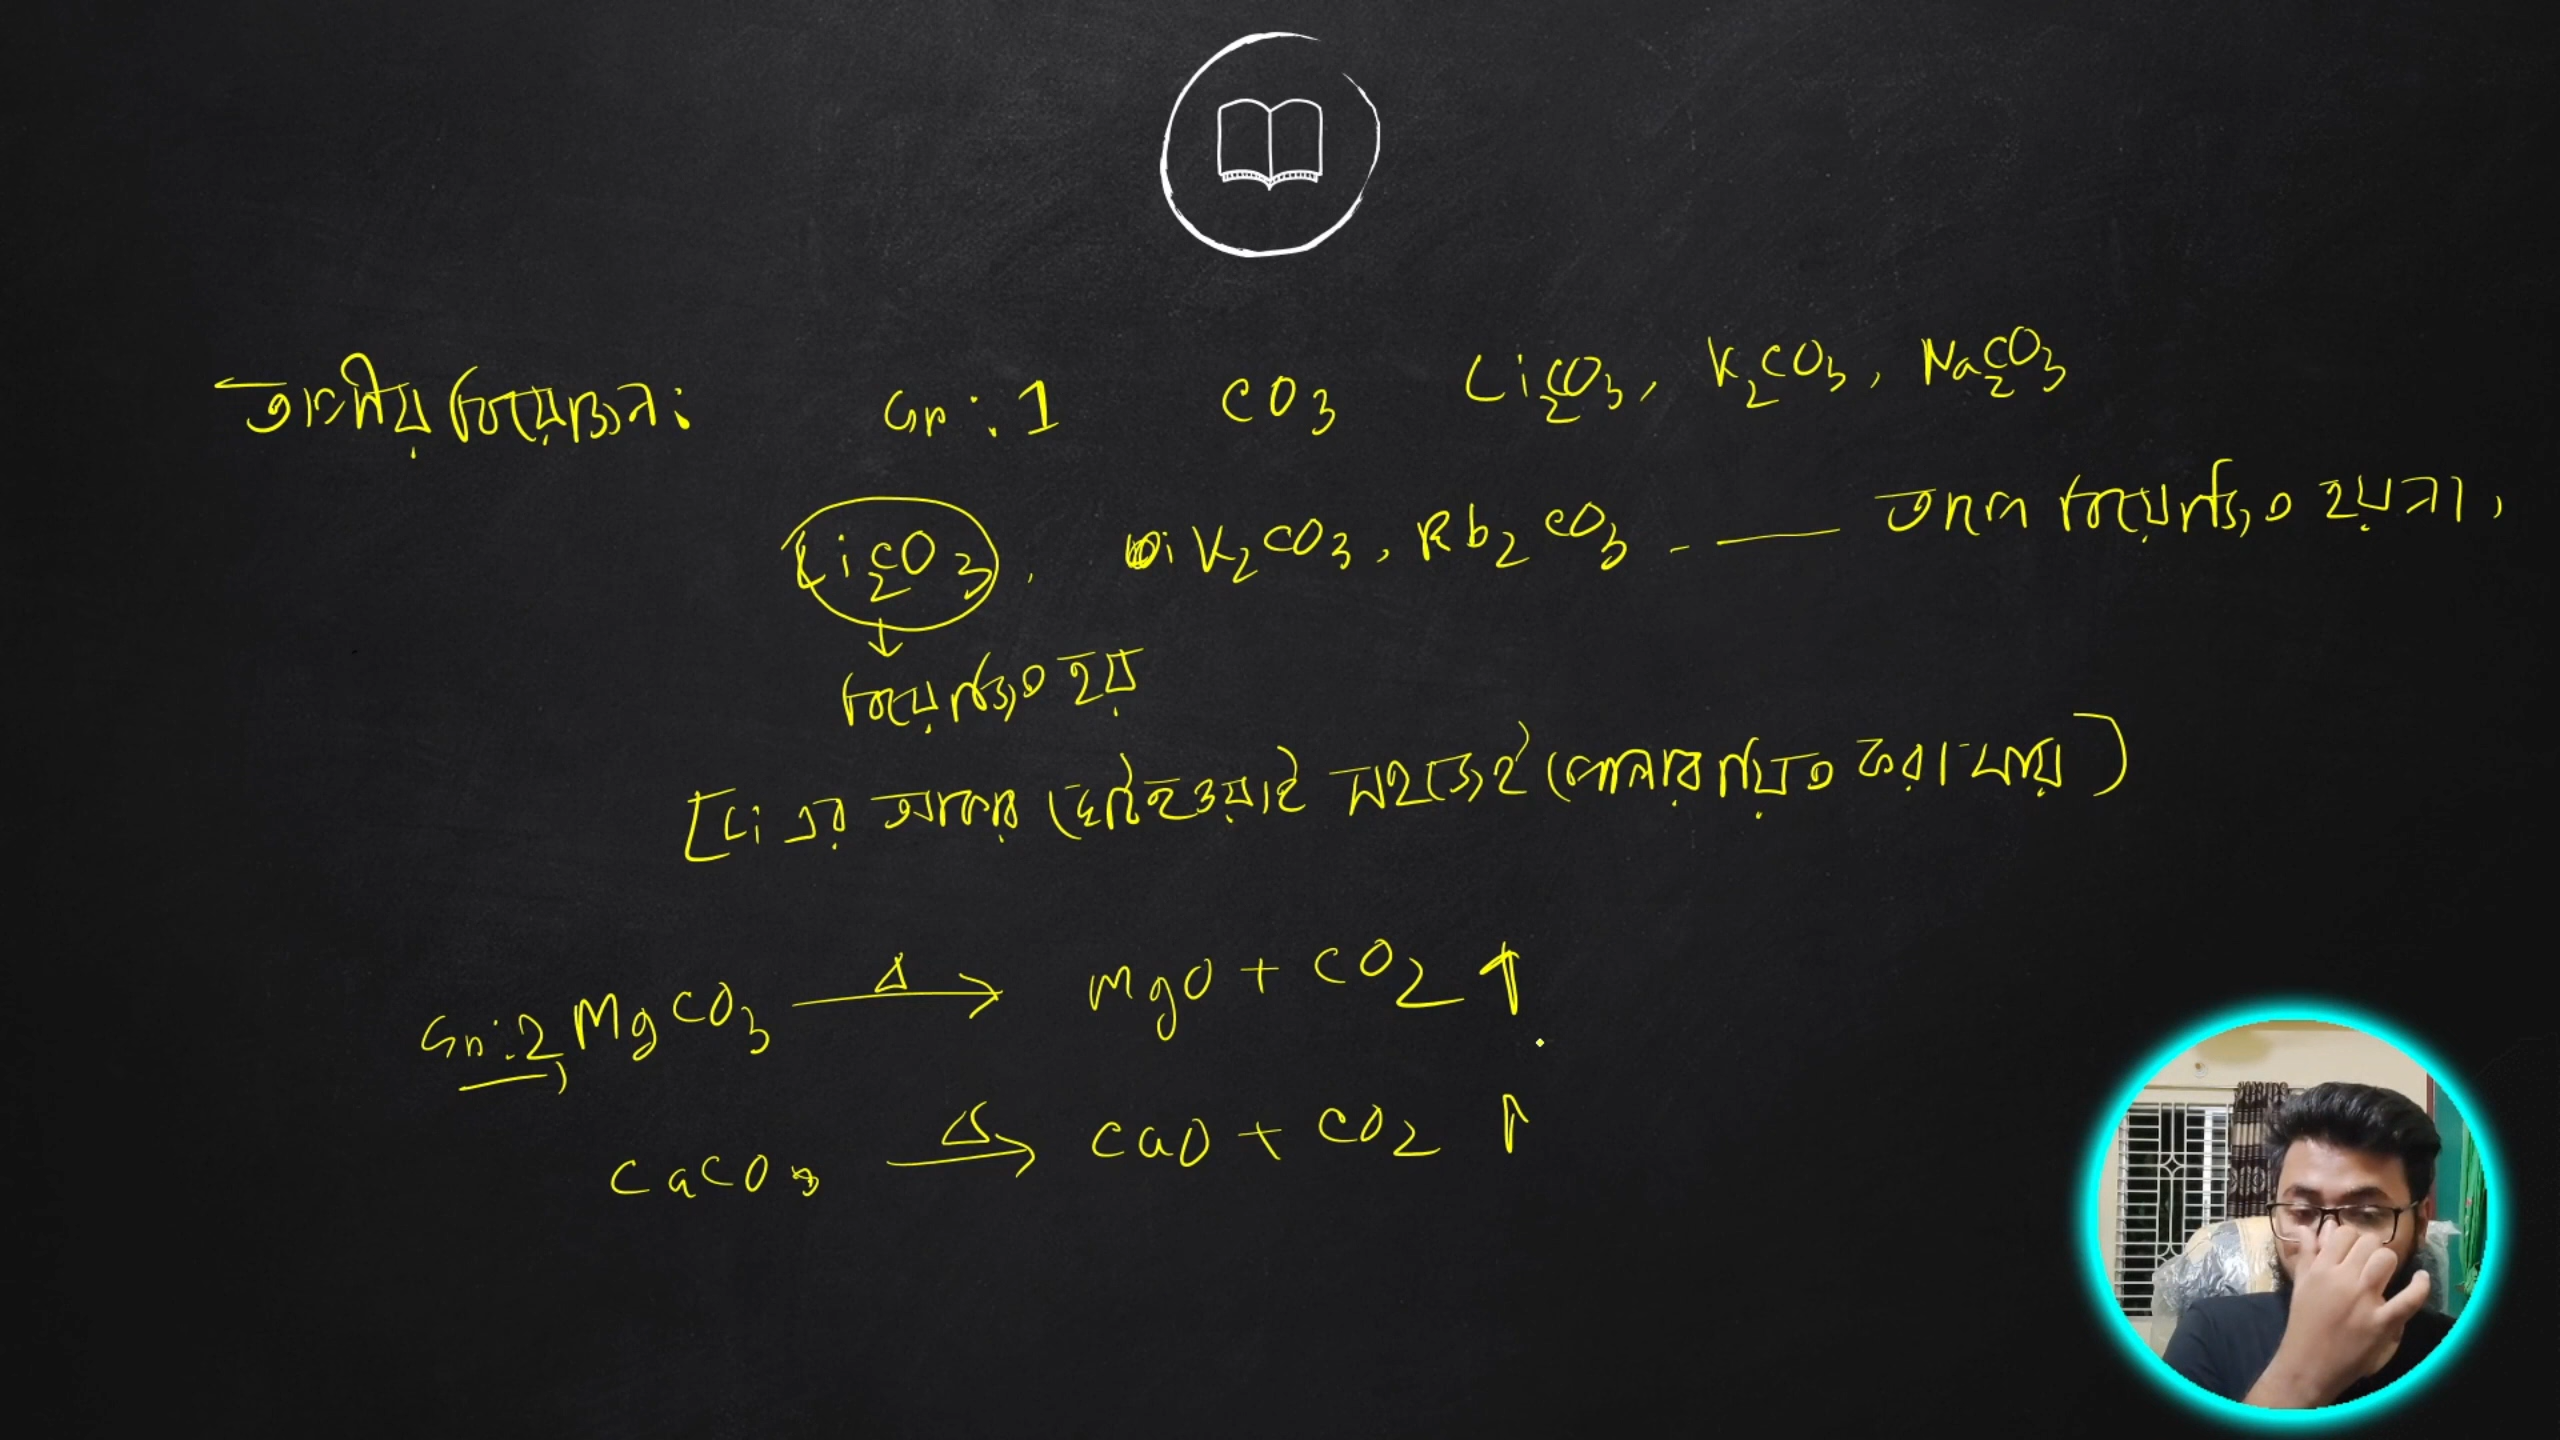 তাপীয় বিয়োজন: Gr: 1 CO3 Li2CO3, K2CO3, Na2CO3
Li2CO3, K2CO3, Rb2CO3 - — তাপে বিয়োজিত হয় না,
↓
বিয়োজিত হয়
[Li এর আকার ছোট হওয়াই সহজেই পোলারায়িত করা যায়)
Gr: 2 MgCO3 —Δ→ MgO + CO2 ↑
CaCO3 —Δ→ CaO + CO2 ↑